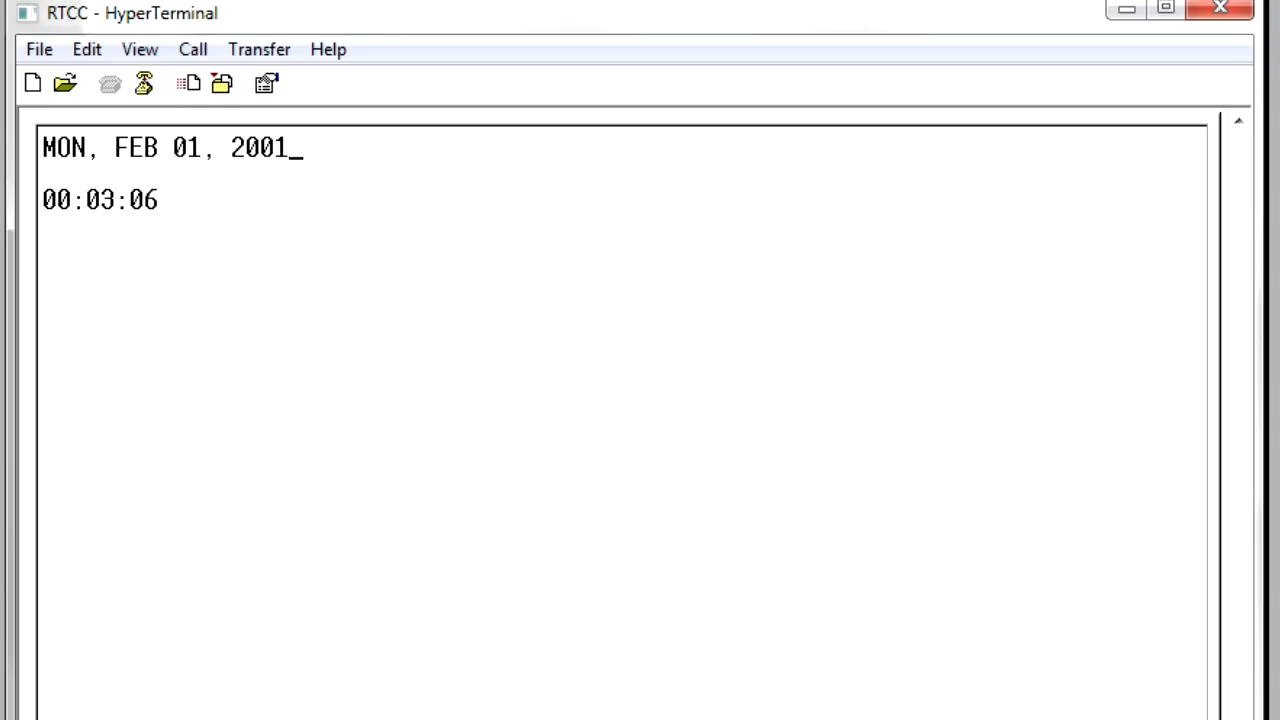 RTCC - HyperTerminal
File Edit View Call Transfer Help
MON, FEB 01, 2001_
00:03:06